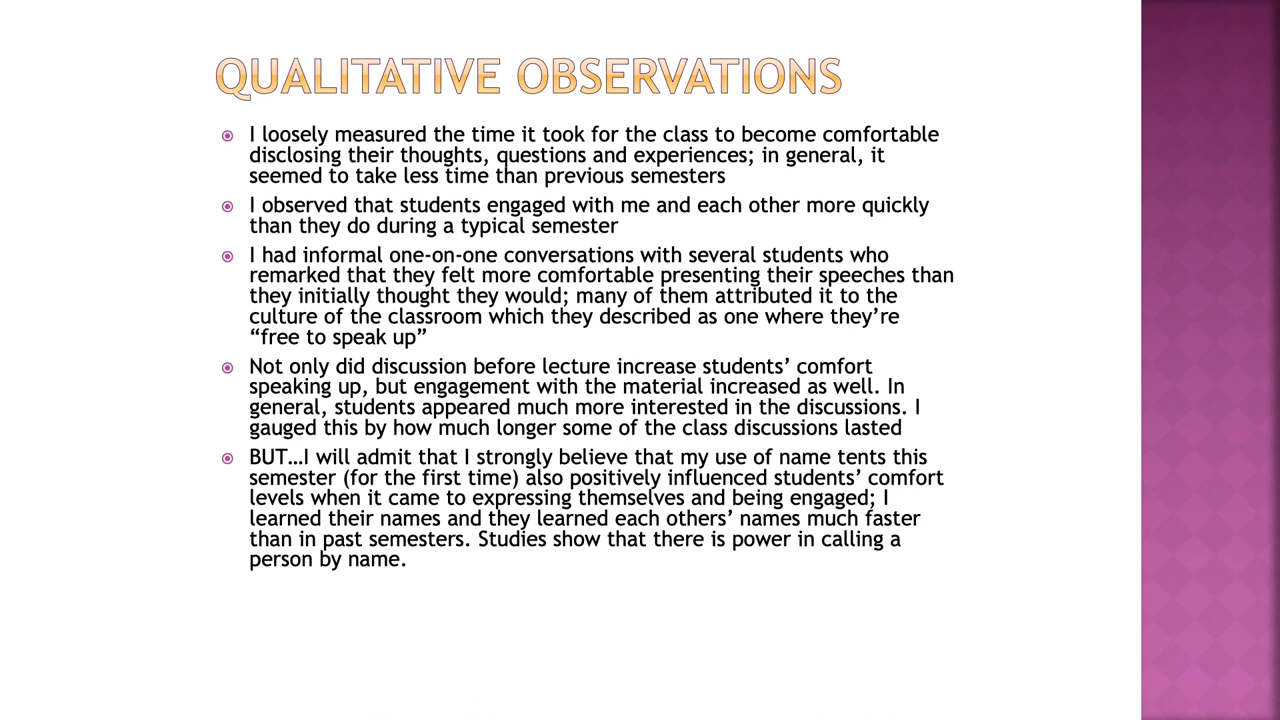 QUALITATIVE OBSERVATIONS
I loosely measured the time it took for the class to become comfortable
disclosing their thoughts, questions and experiences; in general, it
seemed to take less time than previous semesters
I observed that students engaged with me and each other more quickly
than they do during a typical semester
I had informal one-on-one conversations with several students who
remarked that they felt more comfortable presenting their speeches than
they initially thought they would; many of them attributed it to the
culture of the classroom which they described as one where they’re
“free to speak up”
Not only did discussion before lecture increase students’ comfort
speaking up, but engagement with the material increased as well. In
general, students appeared much more interested in the discussions. I
gauged this by how much longer some of the class discussions lasted
BUT…I will admit that I strongly believe that my use of name tents this
semester (for the first time) also positively influenced students’ comfort
levels when it came to expressing themselves and being engaged; I
learned their names and they learned each others’ names much faster
than in past semesters. Studies show that there is power in calling a
person by name.